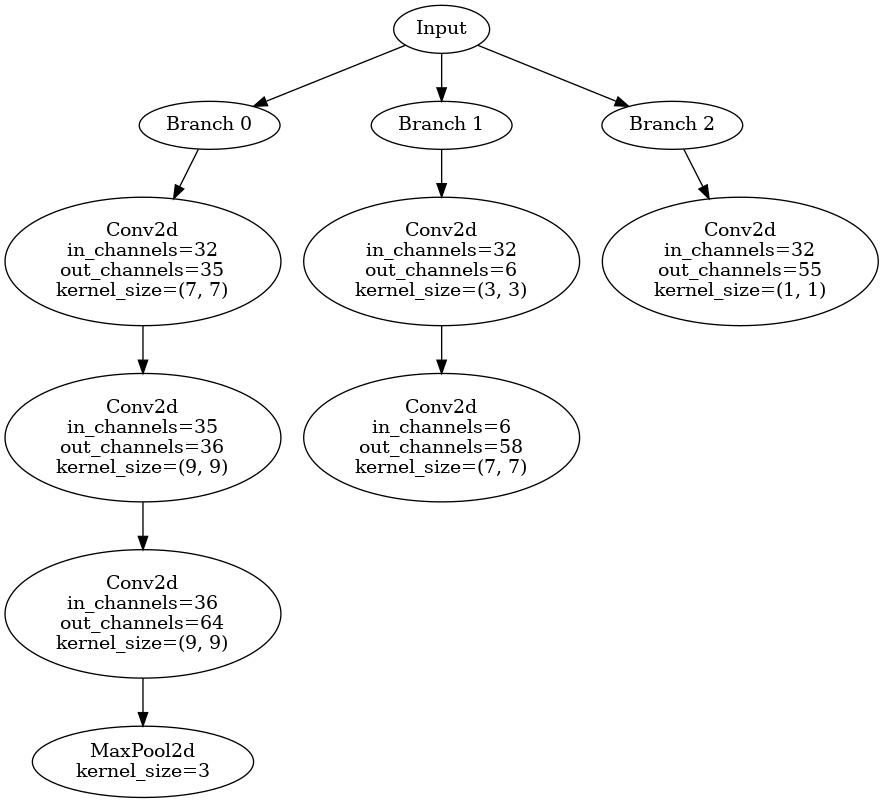 Input
Branch 0
Branch 1
Branch 2
Conv2d
in_channels=32
out_channels=35
kernel_size=(7, 7)
Conv2d
in_channels=32
out_channels=6
kernel_size=(3, 3)
Conv2d
in_channels=32
out_channels=55
kernel_size=(1, 1)
Conv2d
in_channels=35
out_channels=36
kernel_size=(9, 9)
Conv2d
in_channels=6
out_channels=58
kernel_size=(7, 7)
Conv2d
in_channels=36
out_channels=64
kernel_size=(9, 9)
MaxPool2d
kernel_size=3